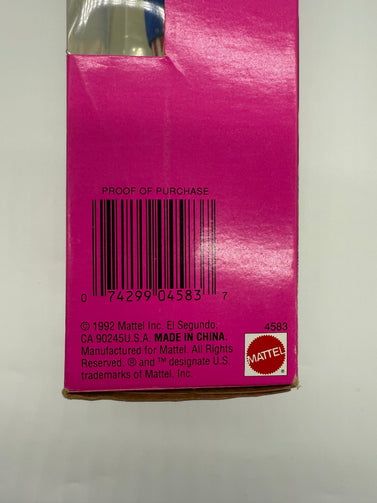 PROOF OF PURCHASE
0 74299 04583 7
© 1992 Mattel Inc. El Segundo,
CA 90245U.S.A. MADE IN CHINA.
Manufactured for Mattel. All Rights
Reserved. ® and ™ designate U.S.
trademarks of Mattel, Inc.
4583
MATTEL